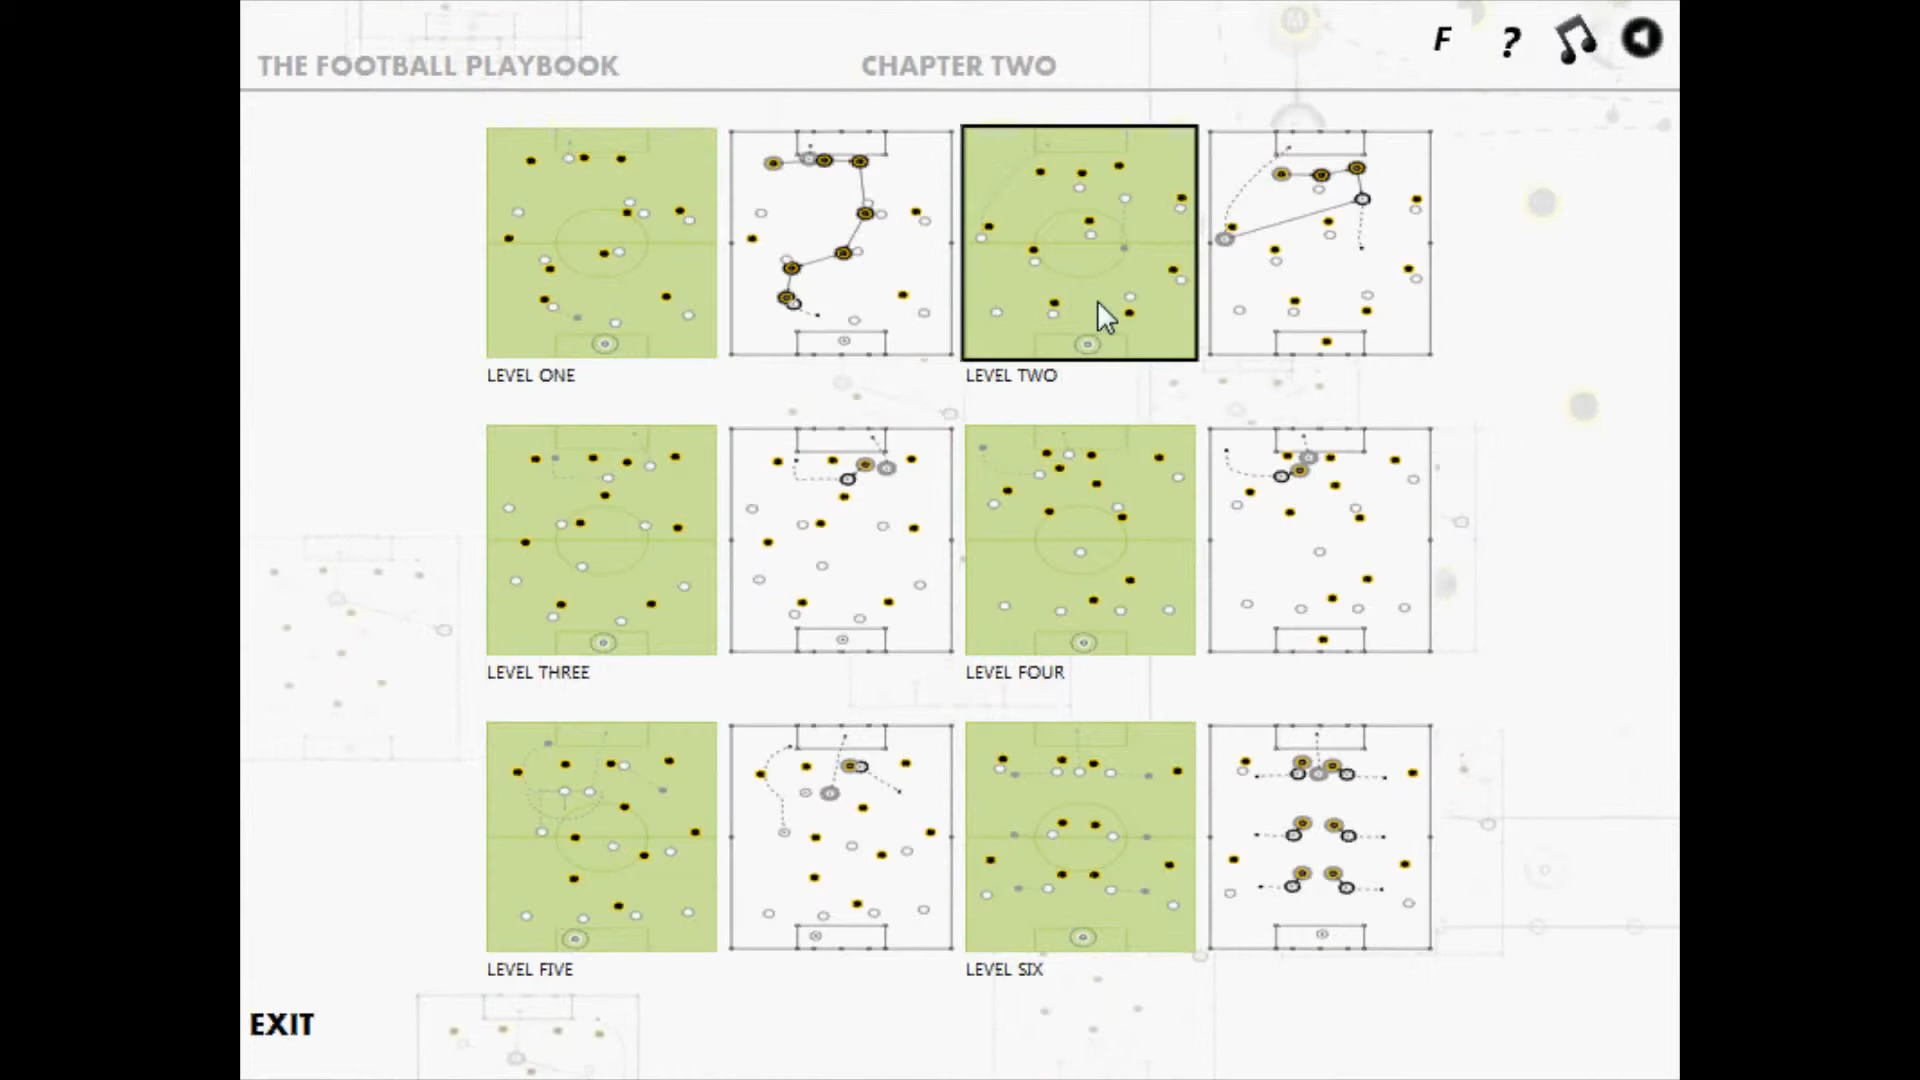 F ?
THE FOOTBALL PLAYBOOK CHAPTER TWO
M
LEVEL ONE LEVEL TWO
LEVEL THREE LEVEL FOUR
LEVEL FIVE LEVEL SIX
EXIT